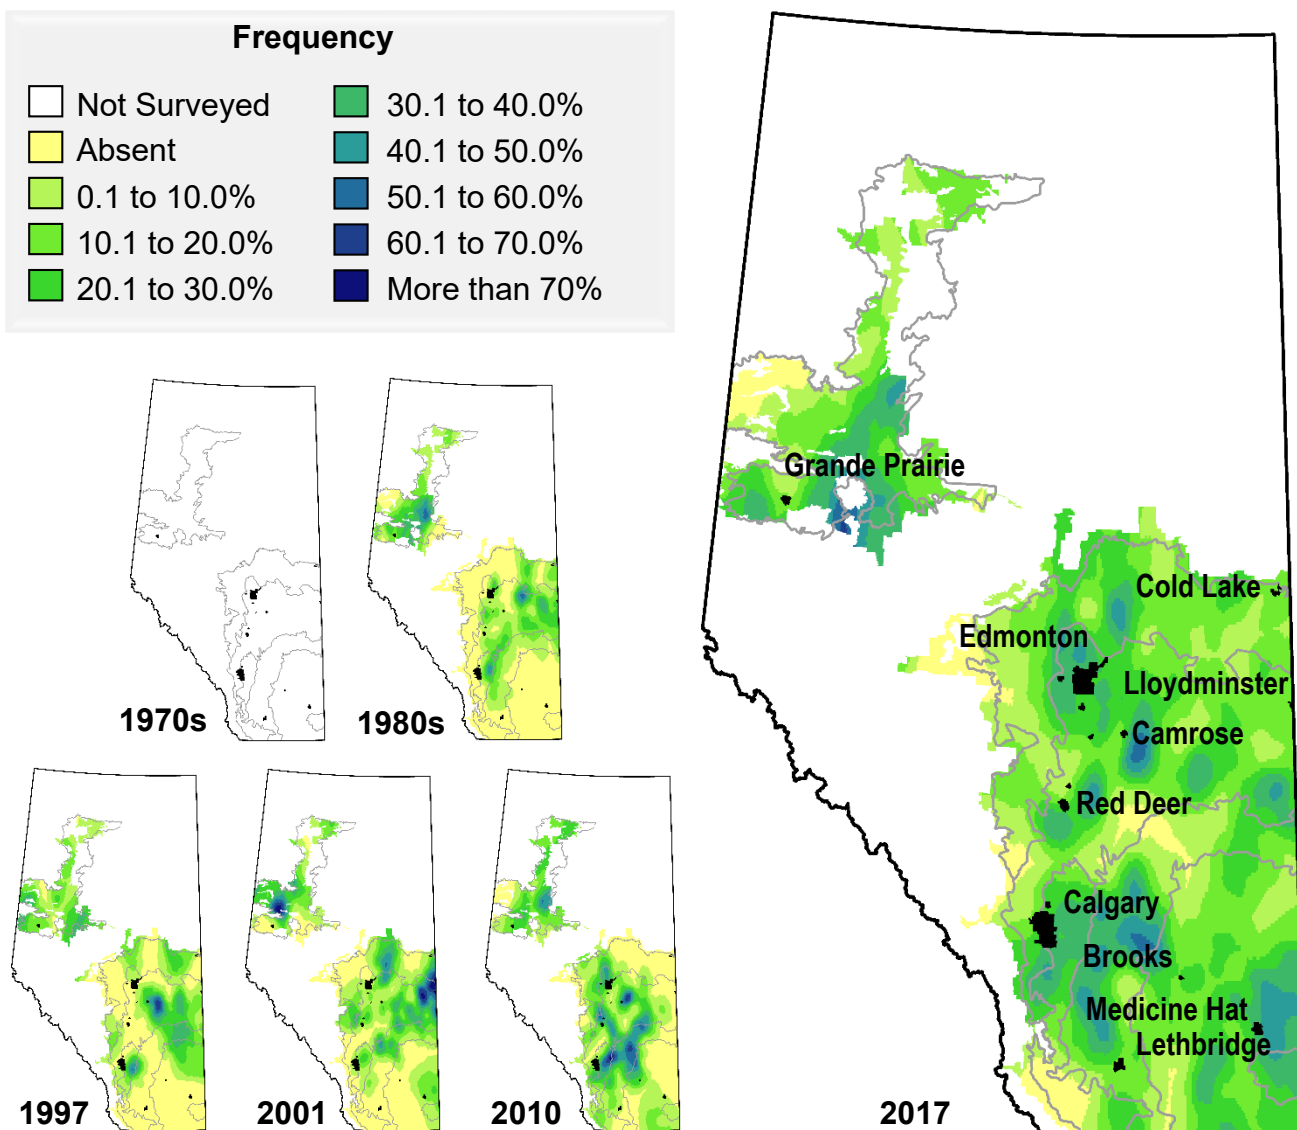 Frequency
Not Surveyed
Absent
0.1 to 10.0%
10.1 to 20.0%
20.1 to 30.0%
30.1 to 40.0%
40.1 to 50.0%
50.1 to 60.0%
60.1 to 70.0%
More than 70%
1970s
1980s
1997
2001
2010
Grande Prairie
Cold Lake
Edmonton
Lloydminster
Camrose
Red Deer
Calgary
Brooks
Medicine Hat
Lethbridge
2017